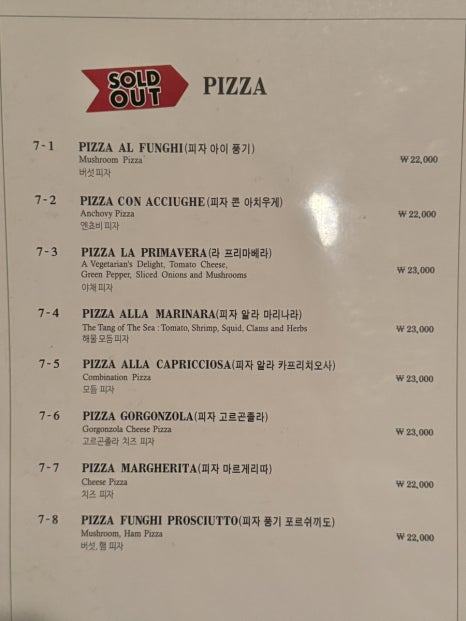 SOLD OUT PIZZA
7-1 PIZZA AL FUNGHI(피자 아이 풍기)
Mushroom Pizza ₩ 22,000
버섯 피자
7-2 PIZZA CON ACCIUGHE(피자 콘 아치우게)
Anchovy Pizza ₩ 22,000
앤쵸비 피자
7-3 PIZZA LA PRIMAVERA(라 프리마베라)
A Vegetarian's Delight, Tomato Cheese, ₩ 23,000
Green Pepper, Sliced Onions and Mushrooms
야채 피자
7-4 PIZZA ALLA MARINARA(피자 알라 마리나라)
The Tang of The Sea : Tomato, Shrimp, Squid, Clams and Herbs ₩ 23,000
해물 모듬 피자
7-5 PIZZA ALLA CAPRICCIOSA(피자 알라 카프리치오사)
Combination Pizza ₩ 23,000
모듬 피자
7-6 PIZZA GORGONZOLA(피자 고르곤졸라)
Gorgonzola Cheese Pizza ₩ 23,000
고르곤졸라 치즈 피자
7-7 PIZZA MARGHERITA(피자 마르게리따)
Cheese Pizza ₩ 22,000
치즈 피자
7-8 PIZZA FUNGHI PROSCIUTTO(피자 풍기 포르쉬끼도)
Mushroom, Ham Pizza ₩ 22,000
버섯, 햄 피자